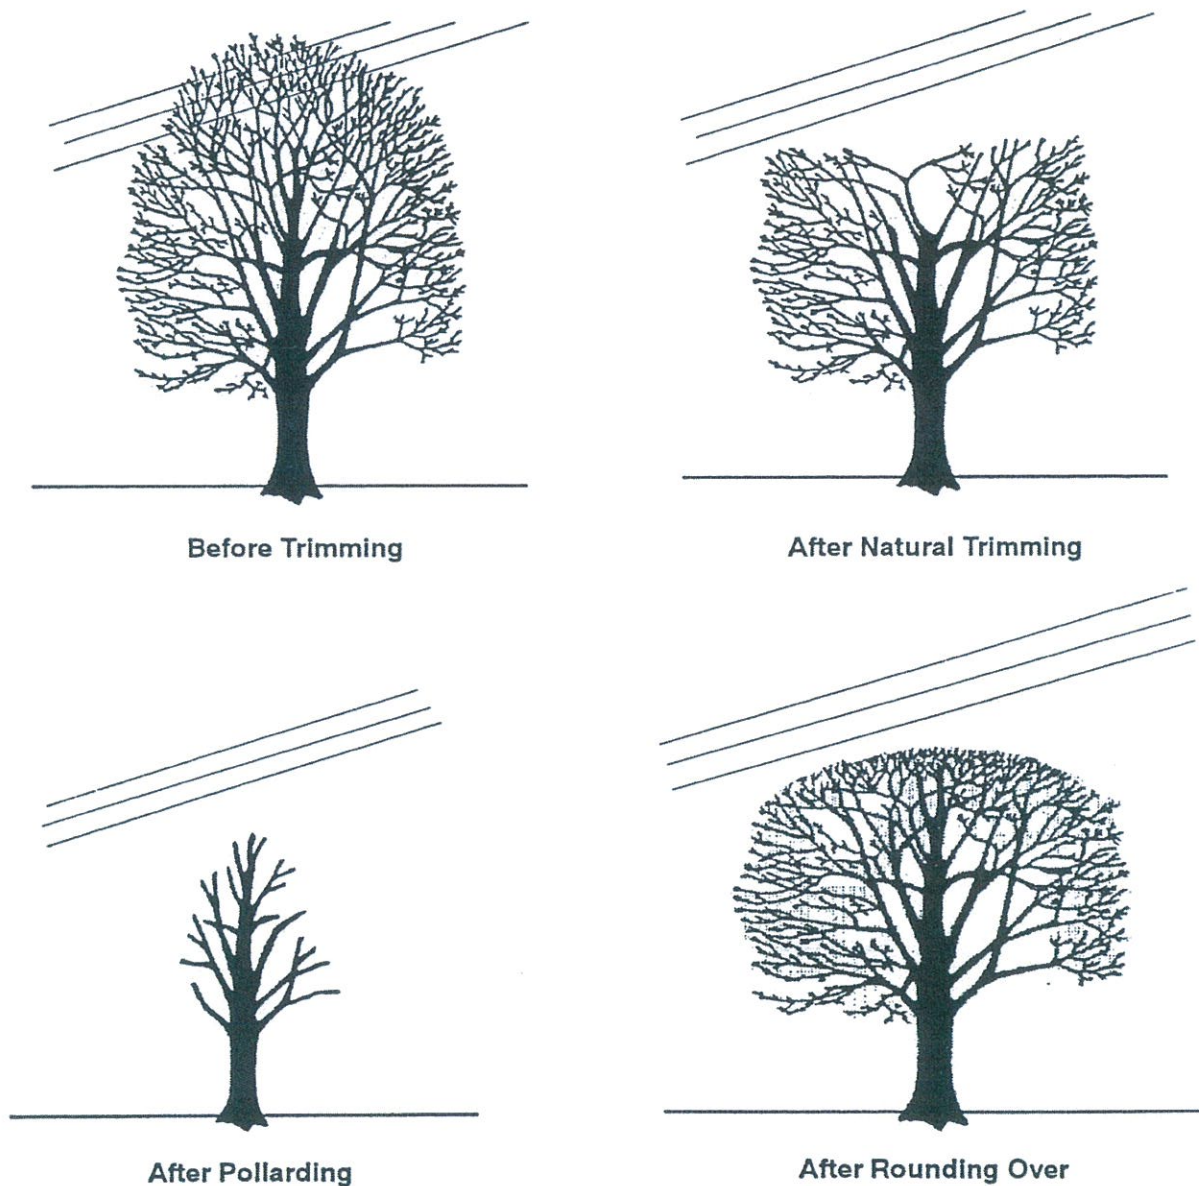 Before Trimming
After Natural Trimming
After Pollarding
After Rounding Over